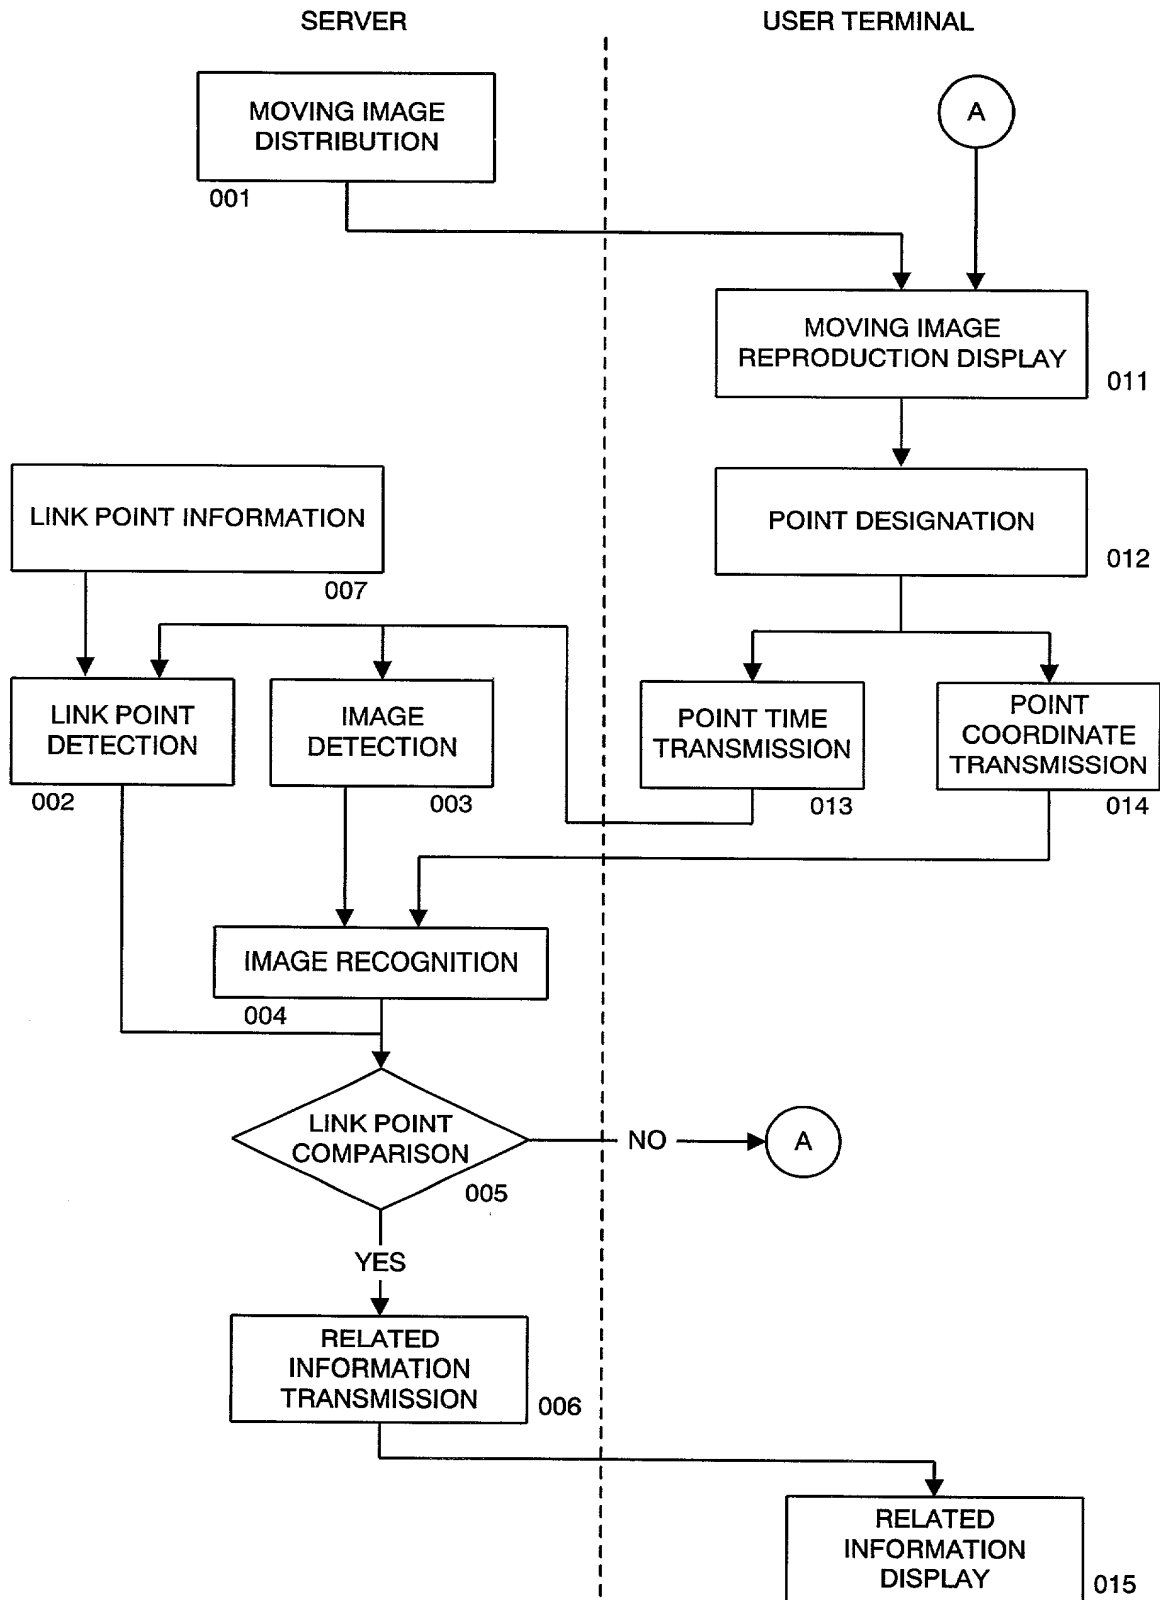 SERVER
USER TERMINAL
MOVING IMAGE
DISTRIBUTION
001
A
MOVING IMAGE
REPRODUCTION DISPLAY
011
LINK POINT INFORMATION
007
POINT DESIGNATION
012
LINK POINT
DETECTION
002
IMAGE
DETECTION
003
POINT TIME
TRANSMISSION
013
POINT
COORDINATE
TRANSMISSION
014
IMAGE RECOGNITION
004
LINK POINT
COMPARISON
005
NO
A
YES
RELATED
INFORMATION
TRANSMISSION
006
RELATED
INFORMATION
DISPLAY
015